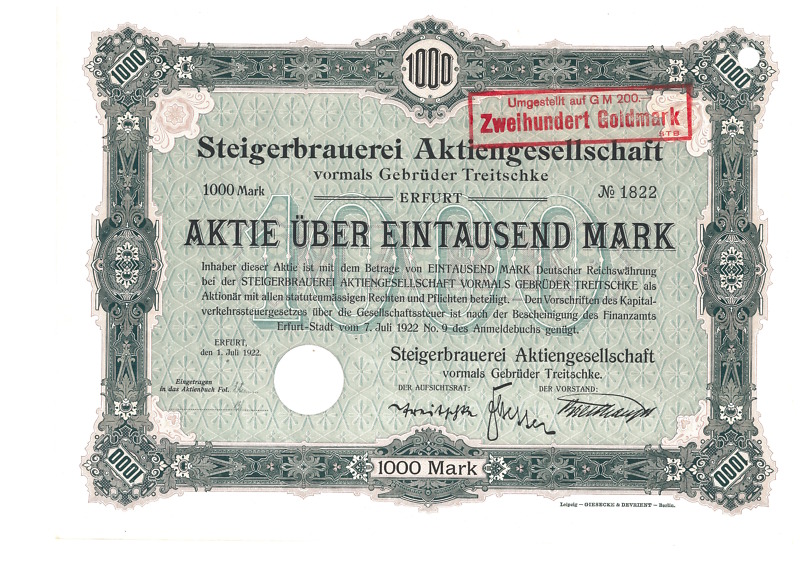 1000
1000
1000
Umgestellt auf G M 200.—
Zweihundert Goldmark
STB
Steigerbrauerei Aktiengesellschaft
vormals Gebrüder Treitschke
1000 Mark
№ 1822
ERFURT
AKTIE ÜBER EINTAUSEND MARK
Inhaber dieser Aktie ist mit dem Betrage von EINTAUSEND MARK Deutscher Reichswährung
bei der STEIGERBRAUEREI AKTIENGESELLSCHAFT VORMALS GEBRÜDER TREITSCHKE als
Aktionär mit allen statutenmässigen Rechten und Pflichten beteiligt. — Den Vorschriften des Kapital-
verkehrssteuergesetzes über die Gesellschaftssteuer ist nach der Bescheinigung des Finanzamts
Erfurt-Stadt vom 7. Juli 1922 No. 9 des Anmeldebuchs genügt.
ERFURT,
den 1. Juli 1922.
Steigerbrauerei Aktiengesellschaft
vormals Gebrüder Treitschke.
DER AUFSICHTSRAT:
DER VORSTAND:
Eingetragen
in das Aktienbuch Fol.
Treitschke
1000
1000 Mark
1000
Leipzig — GIESECKE & DEVRIENT — Berlin.